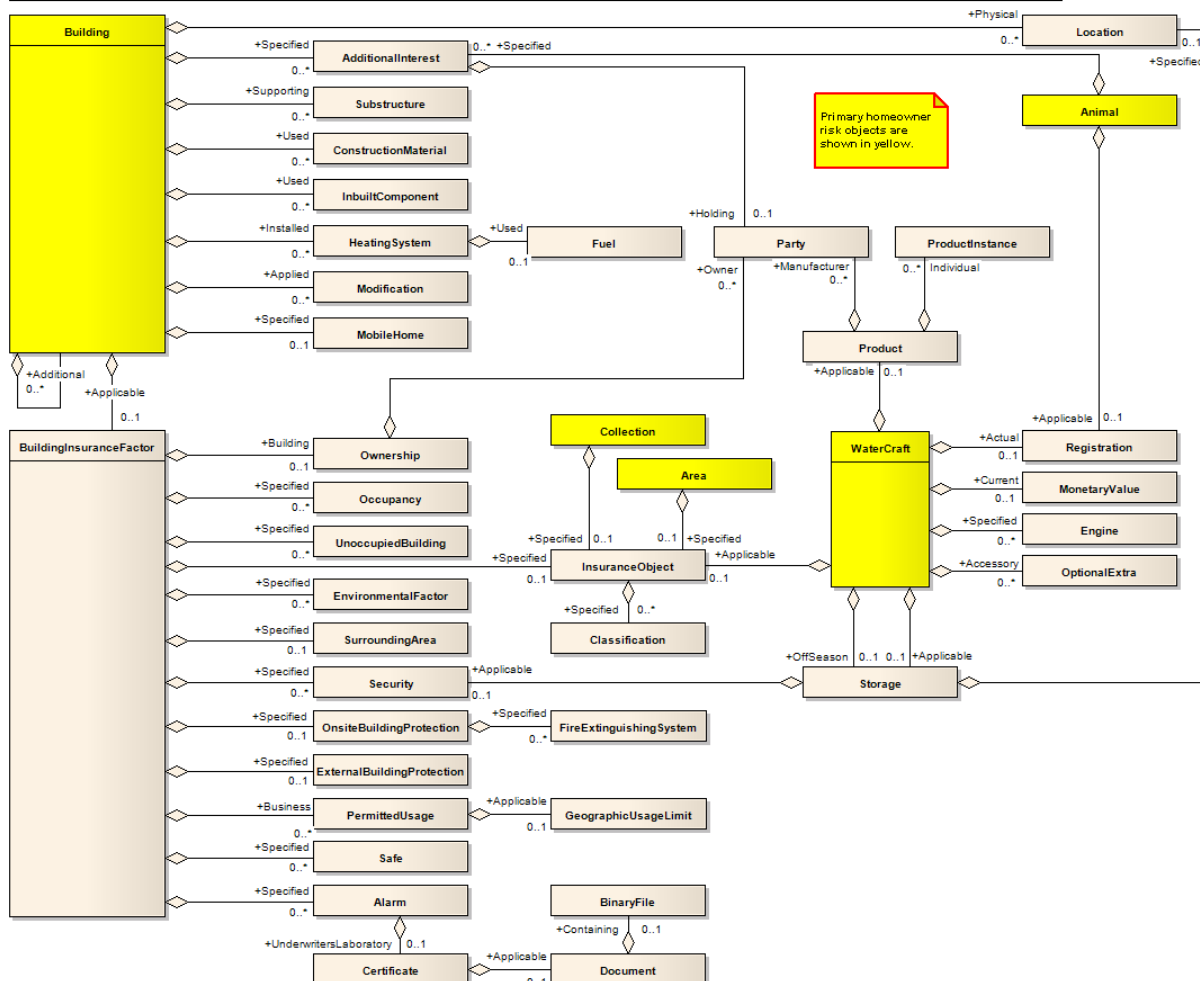 +Physical
Building
Location
+Specified
0..* +Specified
0..*
0..1
AdditionalInterest
+Specified
0..*
+Supporting
Substructure
Animal
0..*
Primary homeowner
risk objects are
shown in yellow.
+Used
ConstructionMaterial
0..*
+Used
InbuiltComponent
0..*
+Holding
0..1
+Installed
HeatingSystem
+Used
Fuel
Party
ProductInstance
0..*
0..1
+Owner
+Manufacturer
0..*
Individual
+Applied
0..*
0..*
Modification
0..*
+Specified
MobileHome
0..1
Product
+Additional
+Applicable
0..1
0..*
+Applicable
0..1
+Applicable
0..1
BuildingInsuranceFactor
+Building
Collection
WaterCraft
+Actual
Registration
Ownership
0..1
0..1
Area
+Specified
+Current
MonetaryValue
Occupancy
0..1
0..*
+Specified
+Specified
Engine
UnoccupiedBuilding
+Specified
0..1
0..1
+Specified
0..*
0..*
+Specified
+Applicable
+Accessory
InsuranceObject
OptionalExtra
0..1
0..1
0..*
+Specified
EnvironmentalFactor
0..*
+Specified
0..*
+Specified
SurroundingArea
Classification
0..1
+OffSeason
0..1
0..1
+Applicable
+Specified
+Applicable
Security
Storage
0..*
0..1
+Specified
+Specified
OnsiteBuildingProtection
FireExtinguishingSystem
0..1
0..*
+Specified
ExternalBuildingProtection
0..1
+Business
+Applicable
PermittedUsage
GeographicUsageLimit
0..*
0..1
+Specified
Safe
0..*
+Specified
Alarm
BinaryFile
0..*
+Containing
0..1
+UnderwritersLaboratory
0..1
+Applicable
Certificate
Document
0..1